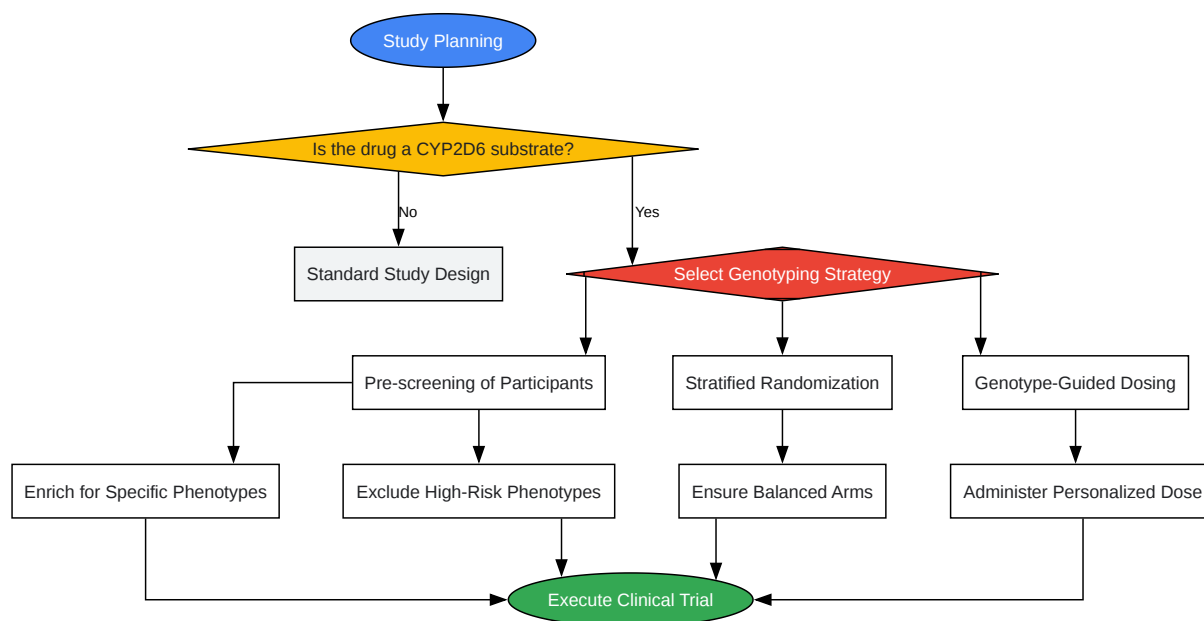 Study Planning
Is the drug a CYP2D6 substrate?
No
Yes
Standard Study Design
Select Genotyping Strategy
Pre-screening of Participants
Stratified Randomization
Genotype-Guided Dosing
Enrich for Specific Phenotypes
Exclude High-Risk Phenotypes
Ensure Balanced Arms
Administer Personalized Dose
Execute Clinical Trial